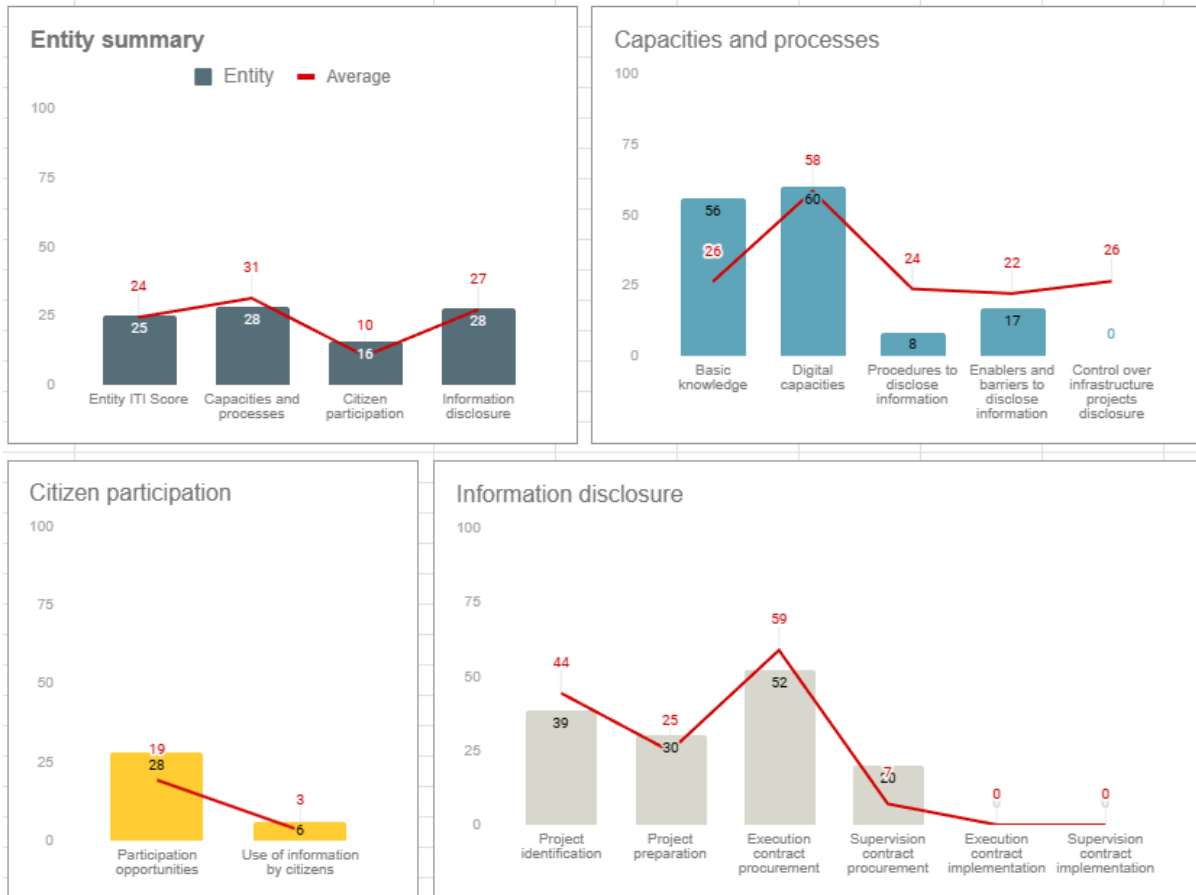 Entity summary
Entity
Average
100
75
50
25
0
24
31
10
27
25
28
16
28
Entity ITI Score
Capacities and
processes
Citizen
participation
Information
disclosure
Capacities and processes
100
75
50
25
0
58
56
60
26
24
22
26
8
17
0
Basic
knowledge
Digital
capacities
Procedures to
disclose
information
Enablers and
barriers to
disclose
information
Control over
infrastructure
projects
disclosure
Citizen participation
100
75
50
25
0
19
28
3
6
Participation
opportunities
Use of information
by citizens
Information disclosure
100
75
50
25
0
44
39
25
30
59
52
7
20
0
0
Project
identification
Project
preparation
Execution
contract
procurement
Supervision
contract
procurement
Execution
contract
implementation
Supervision
contract
implementation